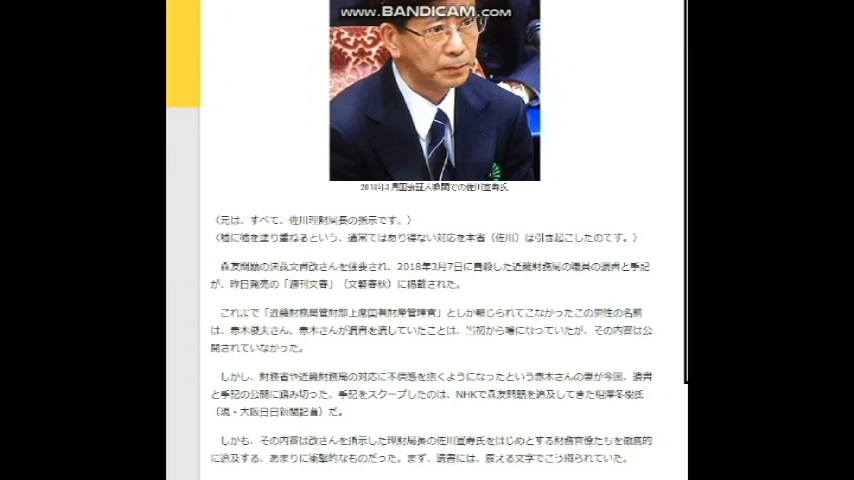 www.BANDICAM.com
2018年3月国会証人喚問での佐川宣寿氏
〈元は、すべて、佐川理財局長の指示です。〉
〈嘘に嘘を塗り重ねるという、通常ではあり得ない対応を本省（佐川）は引き起こしたのです。〉
森友問題の決裁文書改ざんを強要され、2018年3月7日に自殺した近畿財務局の職員の遺書と手記
が、昨日発売の「週刊文春」（文藝春秋）に掲載された。
これまで「近畿財務局管財部上席国有財産管理官」としか報じられてこなかったこの男性の名前
は、赤木俊夫さん。赤木さんが遺書を遺していたことは、当初から噂になっていたが、その内容は公
開されていなかった。
しかし、財務省や近畿財務局の対応に不信感を抱くようになったという赤木さんの妻が今回、遺書
と手記の公開に踏み切った。手記をスクープしたのは、NHKで森友問題を追及してきた相澤冬樹氏
（現・大阪日日新聞記者）だ。
しかも、その内容は改ざんを指示した理財局長の佐川宣寿氏をはじめとする財務官僚たちを徹底的
に追及する、あまりに衝撃的なものだった。まず、遺書には、震える文字でこう綴られていた。